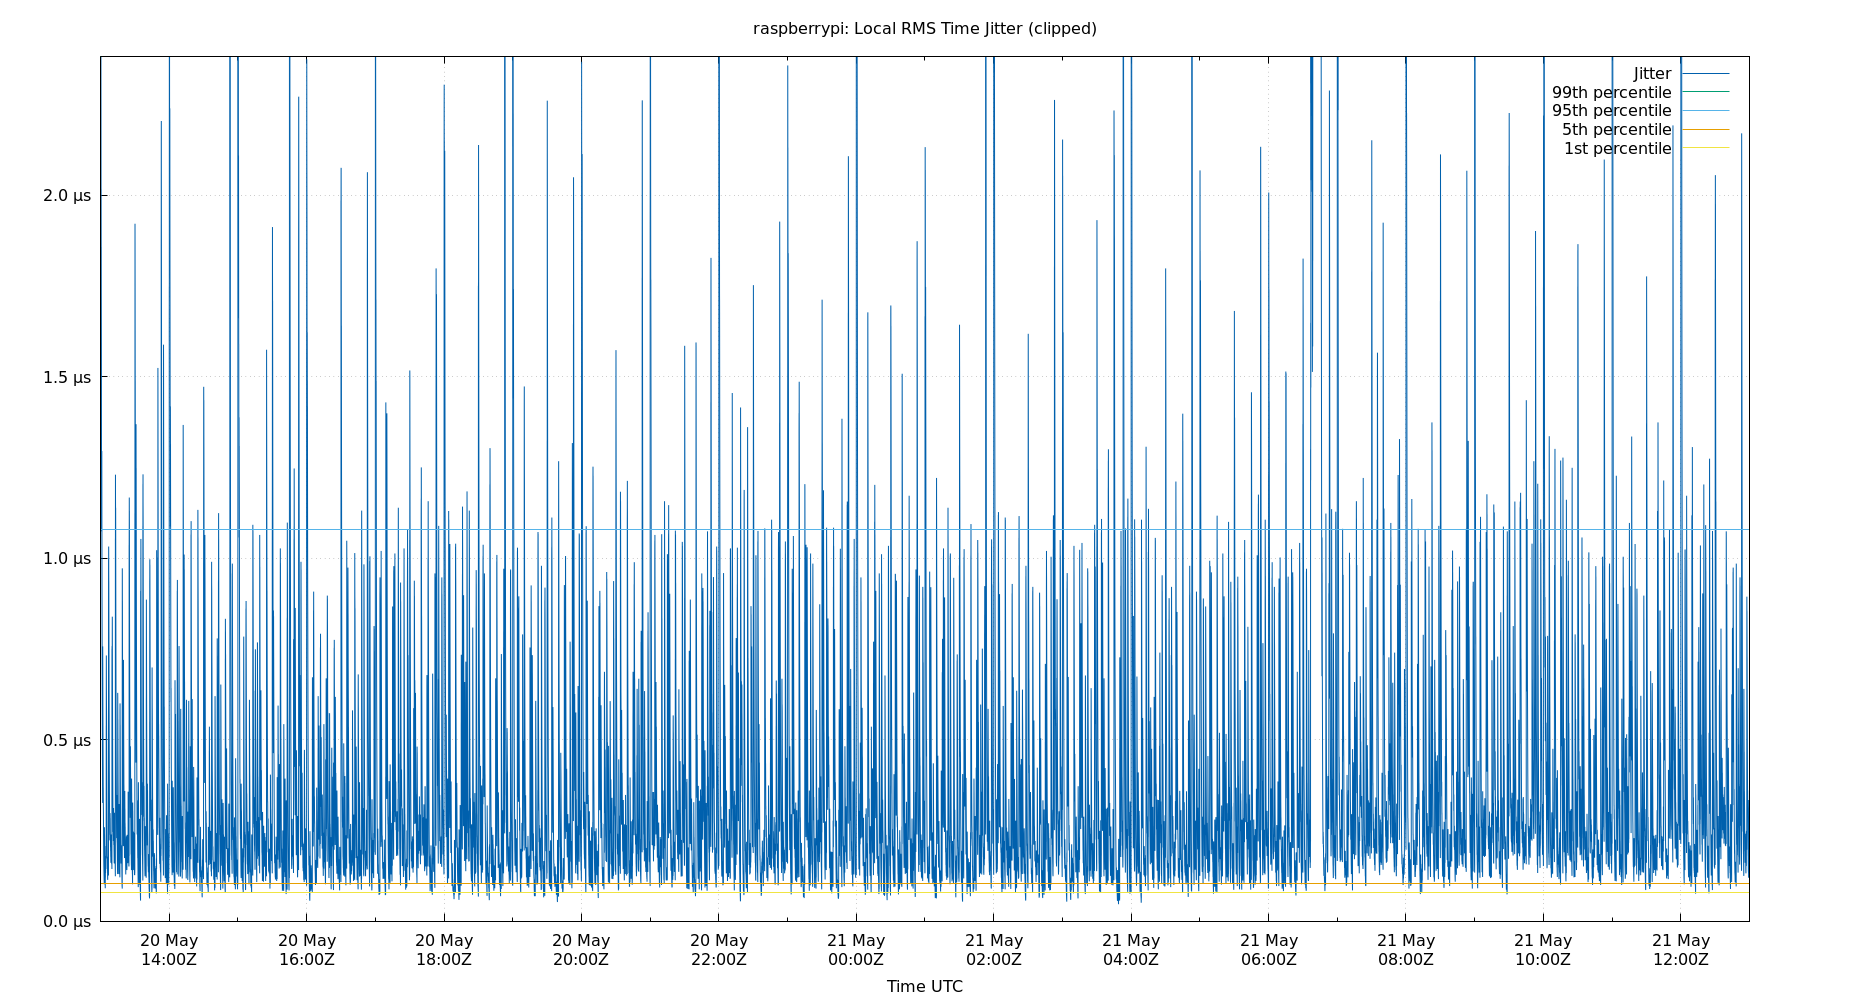 raspberrypi: Local RMS Time Jitter (clipped)
Jitter
99th percentile
95th percentile
5th percentile
1st percentile
2.0 µs
1.5 µs
1.0 µs
0.5 µs
0.0 µs
20 May 20 May 20 May 20 May 20 May 21 May 21 May 21 May 21 May 21 May 21 May 21 May
14:00Z 16:00Z 18:00Z 20:00Z 22:00Z 00:00Z 02:00Z 04:00Z 06:00Z 08:00Z 10:00Z 12:00Z
Time UTC